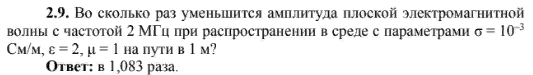 2.9. Во сколько раз уменьшится амплитуда плоской электромагнитной
волны с частотой 2 МГц при распространении в среде с параметрами σ = 10⁻³
См/м, ε = 2, μ = 1 на пути в 1 м?
Ответ: в 1,083 раза.